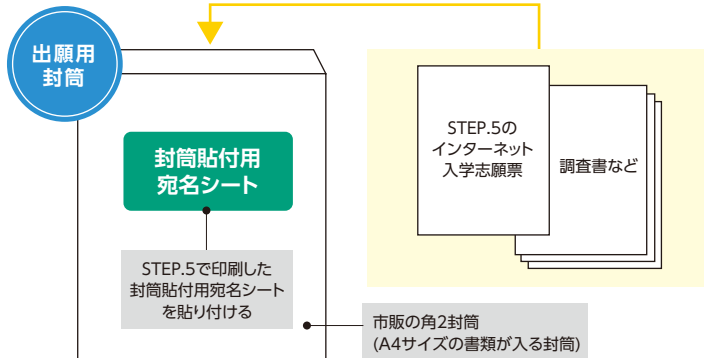 出願用
封筒
封筒貼付用
宛名シート
STEP.5で印刷した
封筒貼付用宛名シート
を貼り付ける
STEP.5の
インターネット
入学志願票
調査書など
市販の角2封筒
(A4サイズの書類が入る封筒)